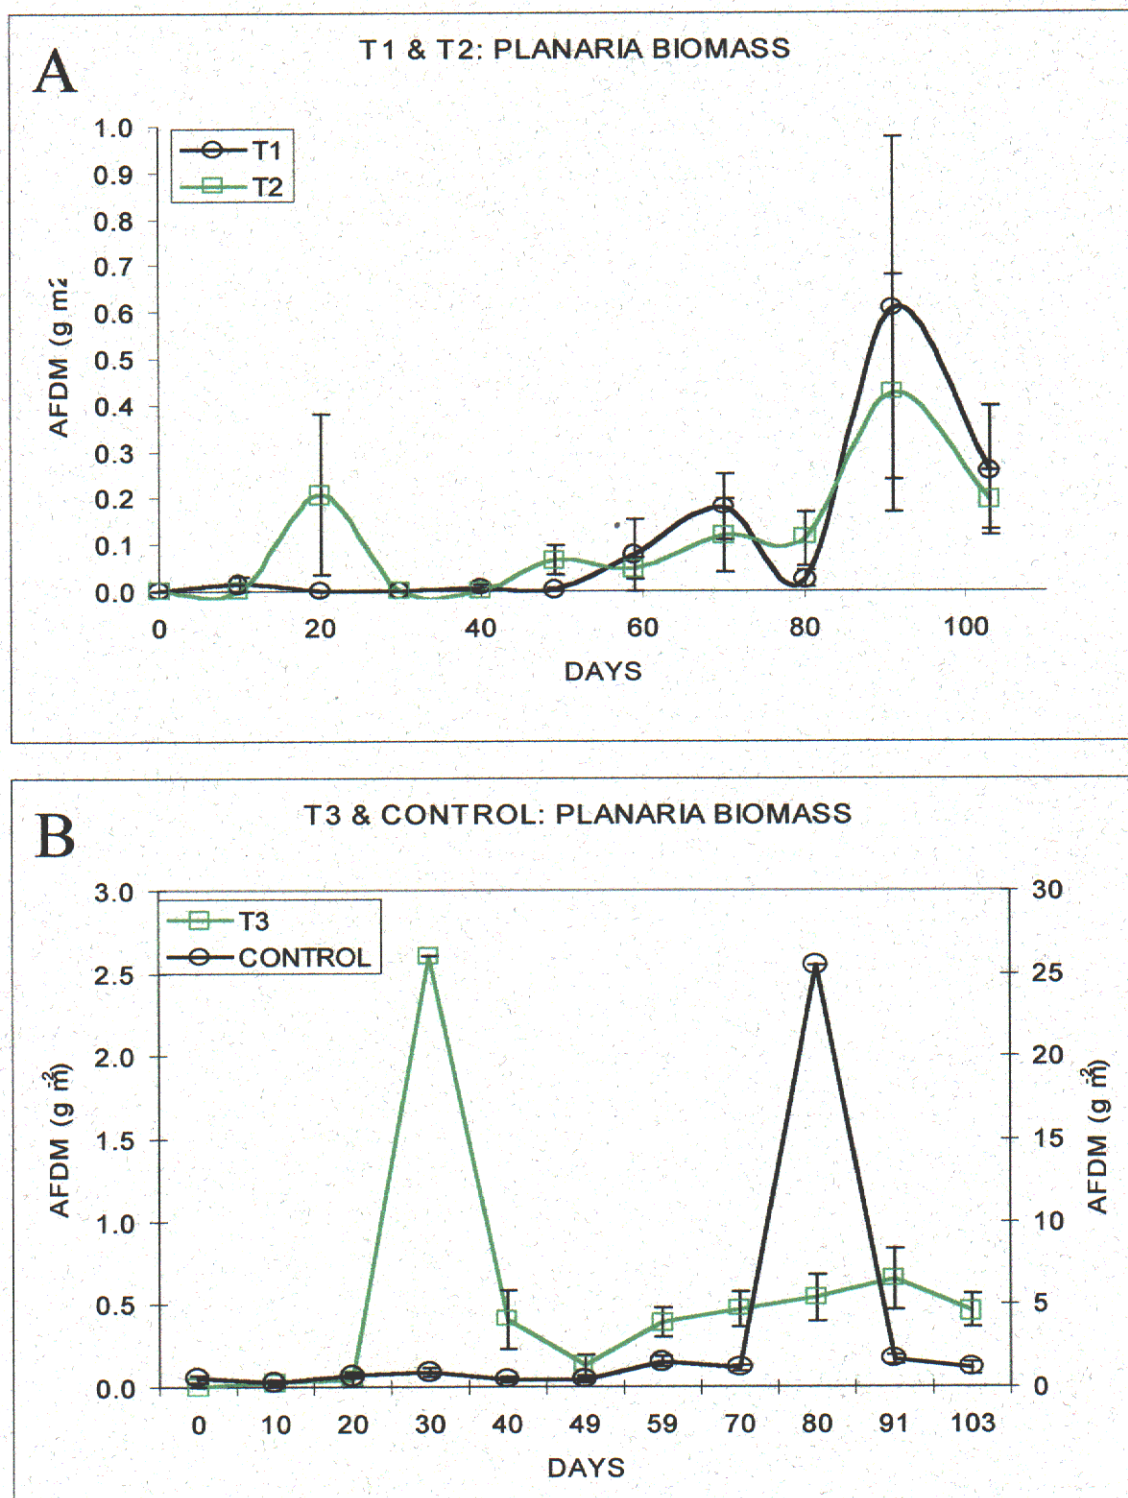 A
T1 & T2: PLANARIA BIOMASS
1.0
0.9
0.8
0.7
0.6
0.5
0.4
0.3
0.2
0.1
0.0
AFDM (g m2
T1
T2
0 20 40 60 80 100
DAYS
B
T3 & CONTROL: PLANARIA BIOMASS
3.0
2.5
2.0
1.5
1.0
0.5
0.0
AFDM (g m-2)
T3
CONTROL
30
25
20
15
10
5
0
AFDM (g m-2)
0 10 20 30 40 49 59 70 80 91 103
DAYS